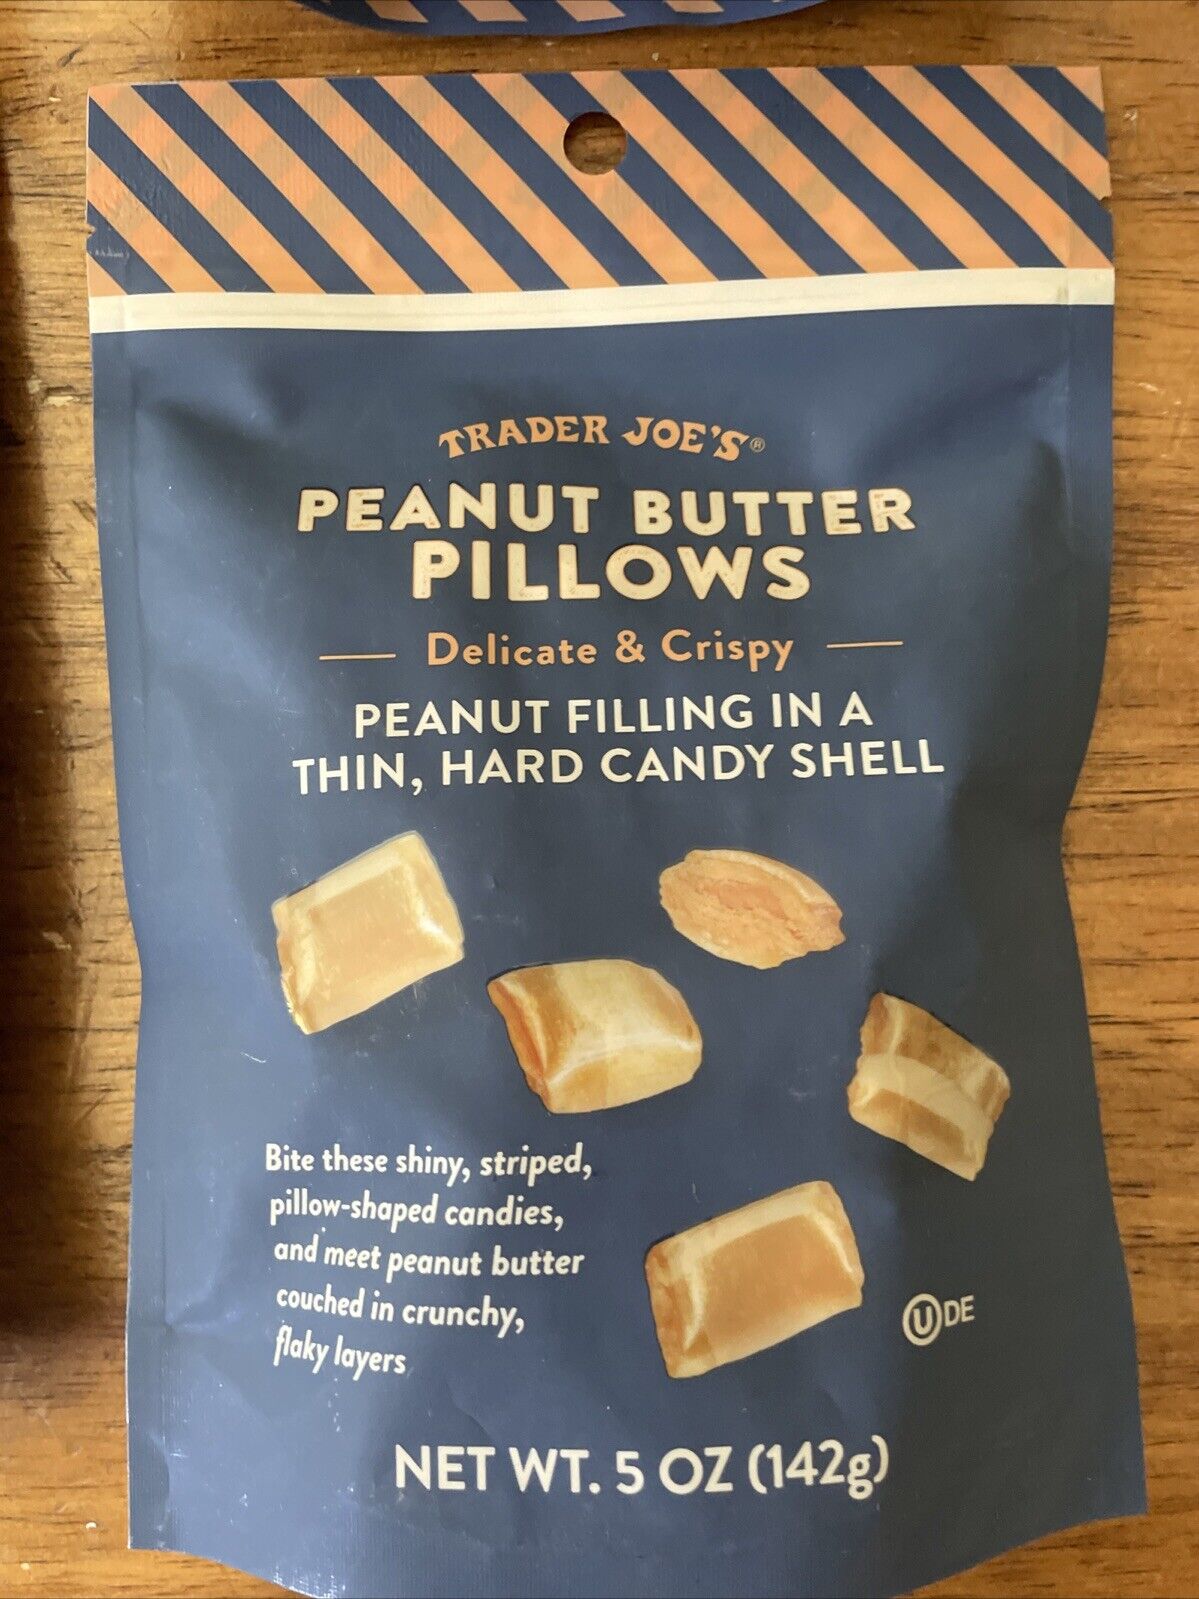 TRADER JOE'S®
PEANUT BUTTER
PILLOWS
Delicate & Crispy
PEANUT FILLING IN A
THIN, HARD CANDY SHELL
Bite these shiny, striped,
pillow-shaped candies,
and meet peanut butter
couched in crunchy,
flaky layers
U DE
NET WT. 5 OZ (142g)